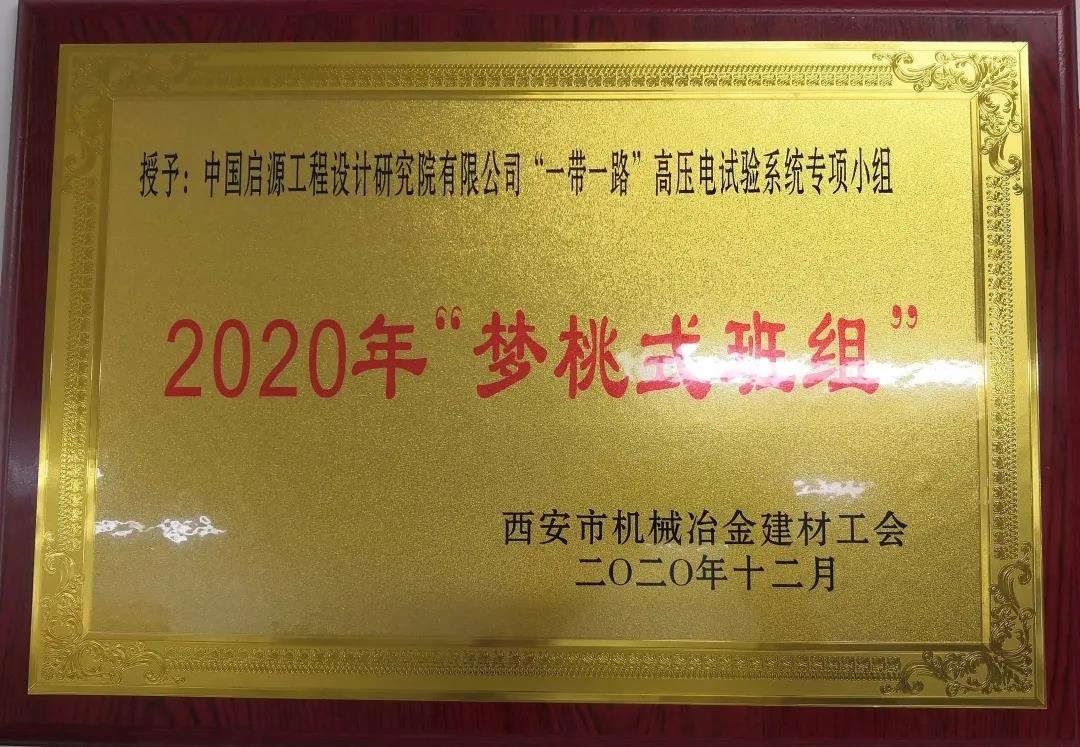 授予：中国启源工程设计研究院有限公司“一带一路”高压电试验系统专项小组
2020年“梦桃式班组”
西安市机械冶金建材工会
二〇二〇年十二月